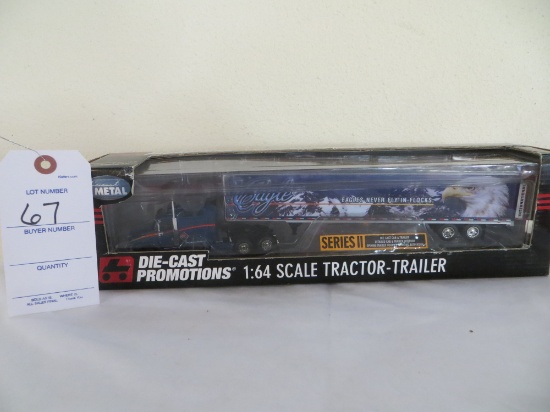 LOT NUMBER
67
BUYER NUMBER
QUANTITY
METAL
Eagle
EAGLES NEVER FLY IN FLOCKS
SERIES II
DIE-CAST
PROMOTIONS
1:64 SCALE TRACTOR-TRAILER